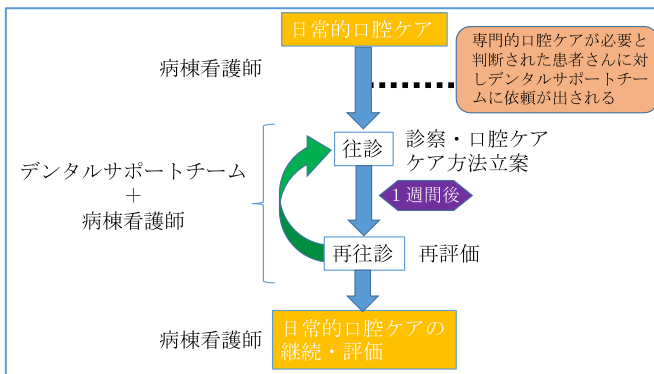 日常的口腔ケア
病棟看護師
専門的口腔ケアが必要と
判断された患者さんに対
しデンタルサポートチー
ムに依頼が出される
往診
診察・口腔ケア
ケア方法立案
デンタルサポートチーム
+
病棟看護師
1週間後
再往診
再評価
病棟看護師
日常的口腔ケアの
継続・評価